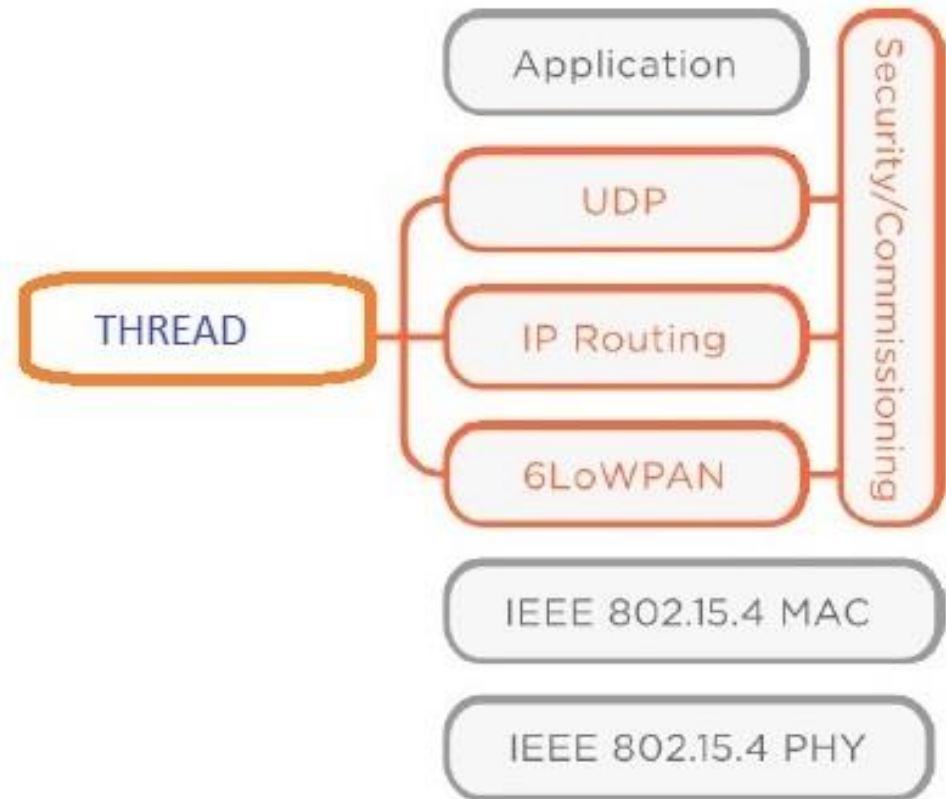 Application
UDP
THREAD
IP Routing
6LoWPAN
Security/Commissioning
IEEE 802.15.4 MAC
IEEE 802.15.4 PHY